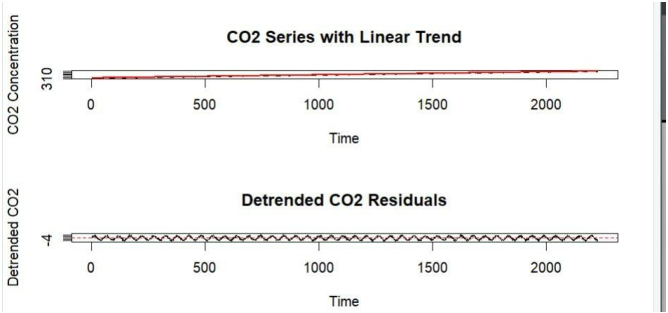 CO2 Series with Linear Trend
CO2 Concentration
310
0 500 1000 1500 2000
Time
Detrended CO2 Residuals
Detrended CO2
-4
0 500 1000 1500 2000
Time